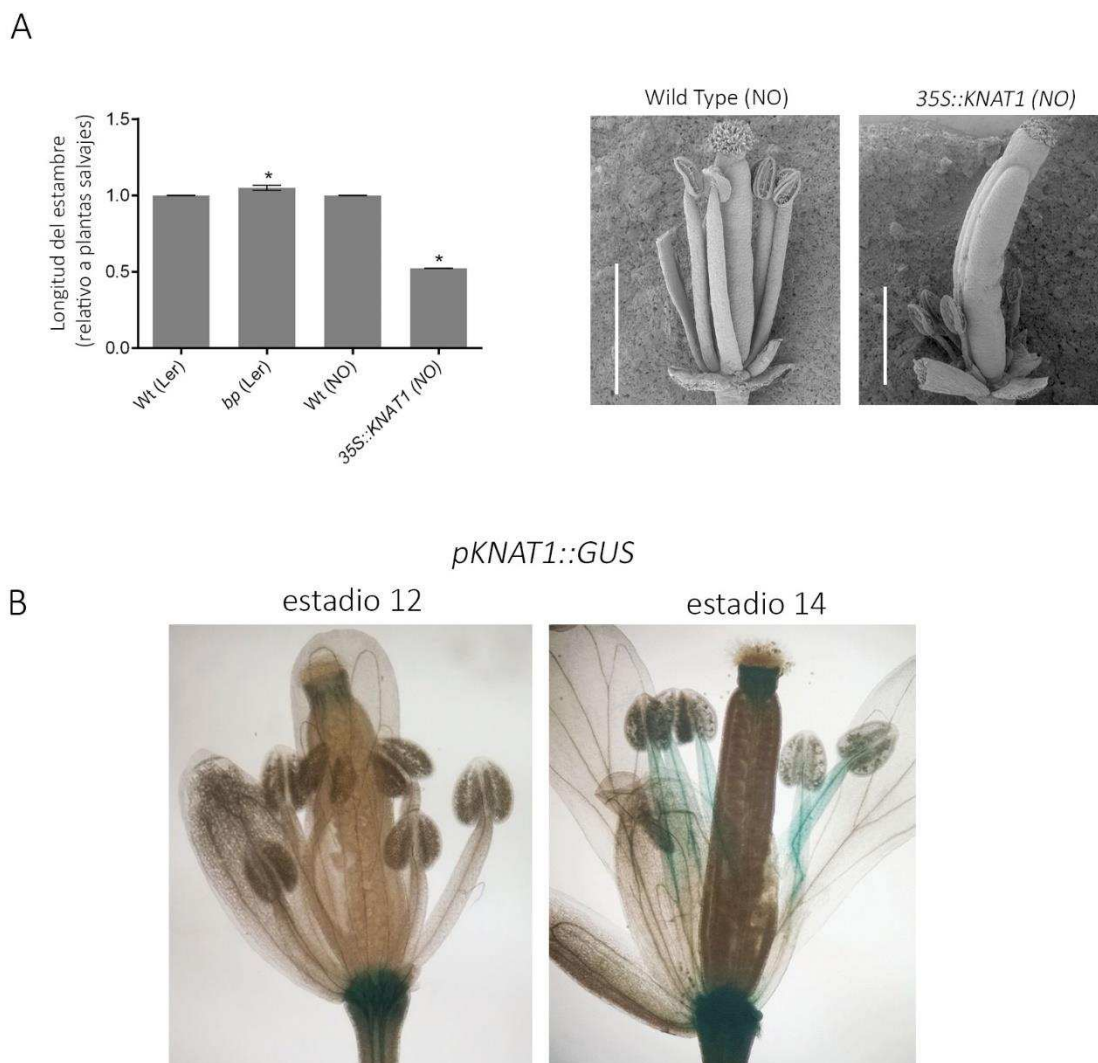 A
Longitud del estambre
(relativo a plantas salvajes)
1.5
1.0
0.5
0.0
*
*
Wt (Ler)
bp (Ler)
Wt (NO)
35S::KNAT1 (NO)
Wild Type (NO)
35S::KNAT1 (NO)
pKNAT1::GUS
B
estadio 12
estadio 14